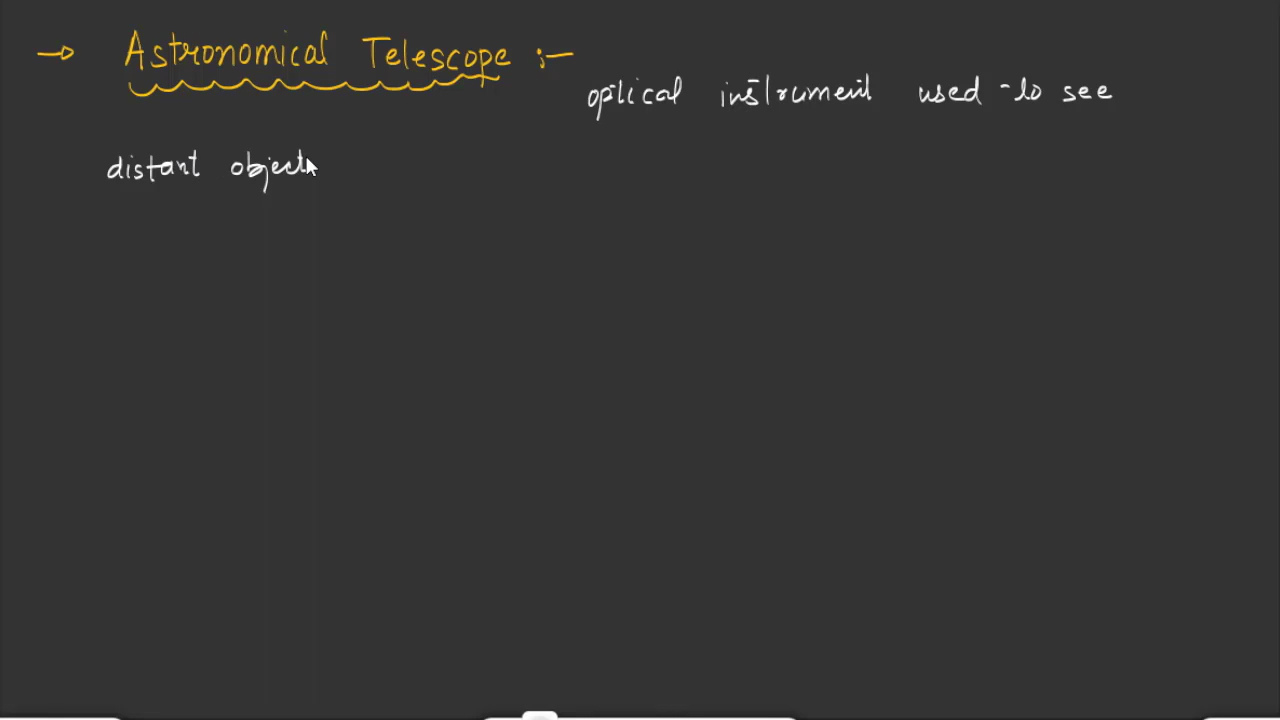 → Astronomical Telescope :-
optical instrument used to see
distant object